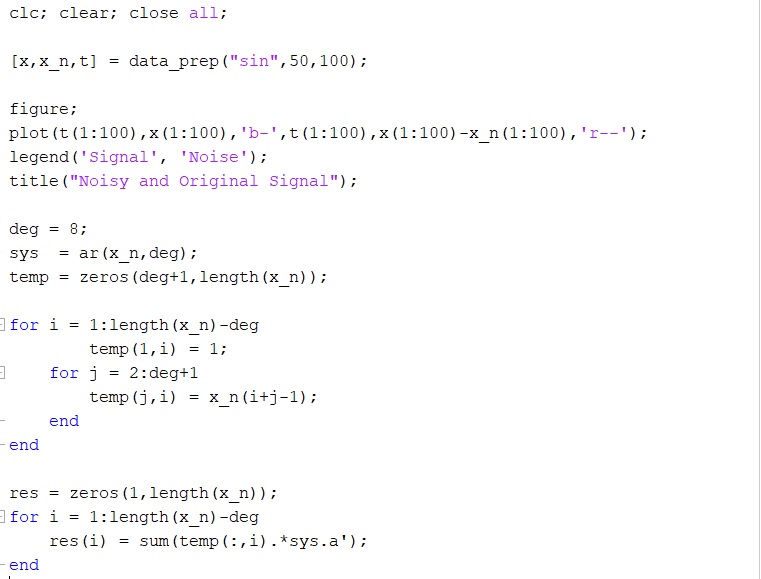 clc; clear; close all;
[x,x_n,t] = data_prep("sin",50,100);
figure;
plot(t(1:100),x(1:100),'b-',t(1:100),x(1:100)-x_n(1:100),'r--');
legend('Signal', 'Noise');
title("Noisy and Original Signal");
deg = 8;
sys  = ar(x_n,deg);
temp = zeros(deg+1,length(x_n));
for i = 1:length(x_n)-deg
        temp(1,i) = 1;
    for j = 2:deg+1
        temp(j,i) = x_n(i+j-1);
    end
end
res = zeros(1,length(x_n));
for i = 1:length(x_n)-deg
    res(i) = sum(temp(:,i).*sys.a');
end